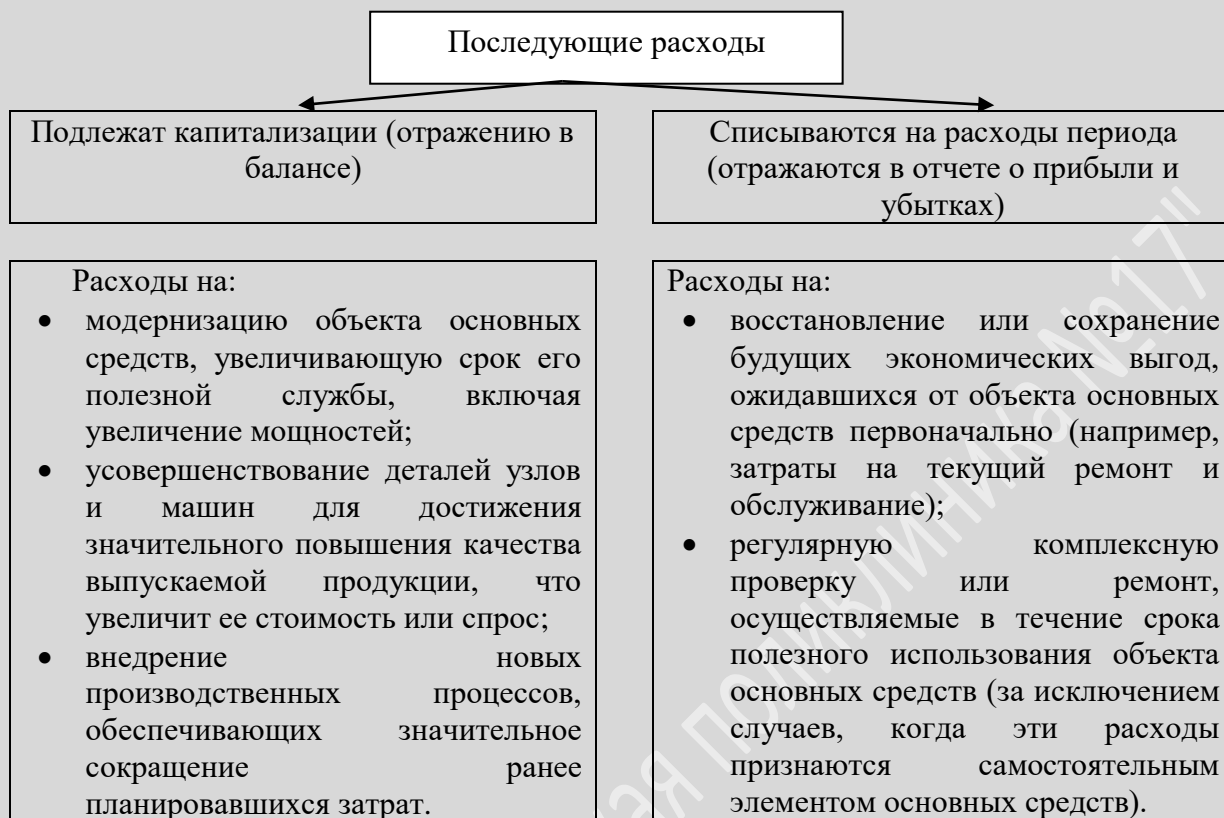 Последующие расходы
Подлежат капитализации (отражению в
балансе)
Списываются на расходы периода
(отражаются в отчете о прибыли и
убытках)
Расходы на:
• модернизацию объекта основных
средств, увеличивающую срок его
полезной службы, включая
увеличение мощностей;
• усовершенствование деталей узлов
и машин для достижения
значительного повышения качества
выпускаемой продукции, что
увеличит ее стоимость или спрос;
• внедрение новых
производственных процессов,
обеспечивающих значительное
сокращение ранее
планировавшихся затрат.
Расходы на:
• восстановление или сохранение
будущих экономических выгод,
ожидавшихся от объекта основных
средств первоначально (например,
затраты на текущий ремонт и
обслуживание);
• регулярную комплексную
проверку или ремонт,
осуществляемые в течение срока
полезного использования объекта
основных средств (за исключением
случаев, когда эти расходы
признаются самостоятельным
элементом основных средств).
ая поликлиника №17"